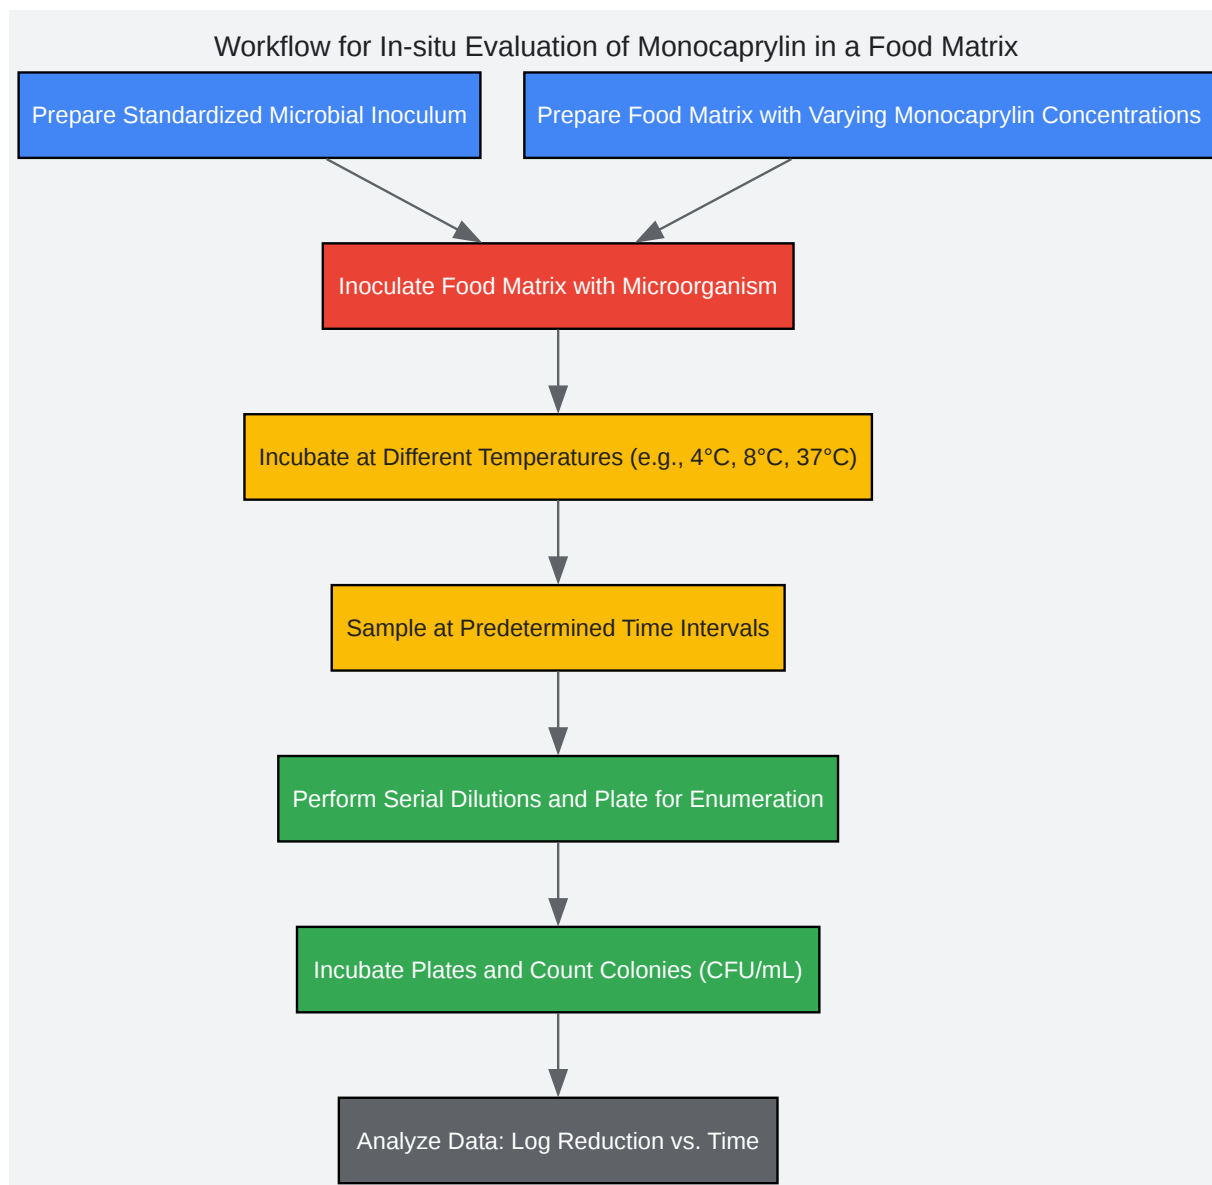 Workflow for In-situ Evaluation of Monocaprylin in a Food Matrix
Prepare Standardized Microbial Inoculum
Prepare Food Matrix with Varying Monocaprylin Concentrations
Inoculate Food Matrix with Microorganism
Incubate at Different Temperatures (e.g., 4°C, 8°C, 37°C)
Sample at Predetermined Time Intervals
Perform Serial Dilutions and Plate for Enumeration
Incubate Plates and Count Colonies (CFU/mL)
Analyze Data: Log Reduction vs. Time